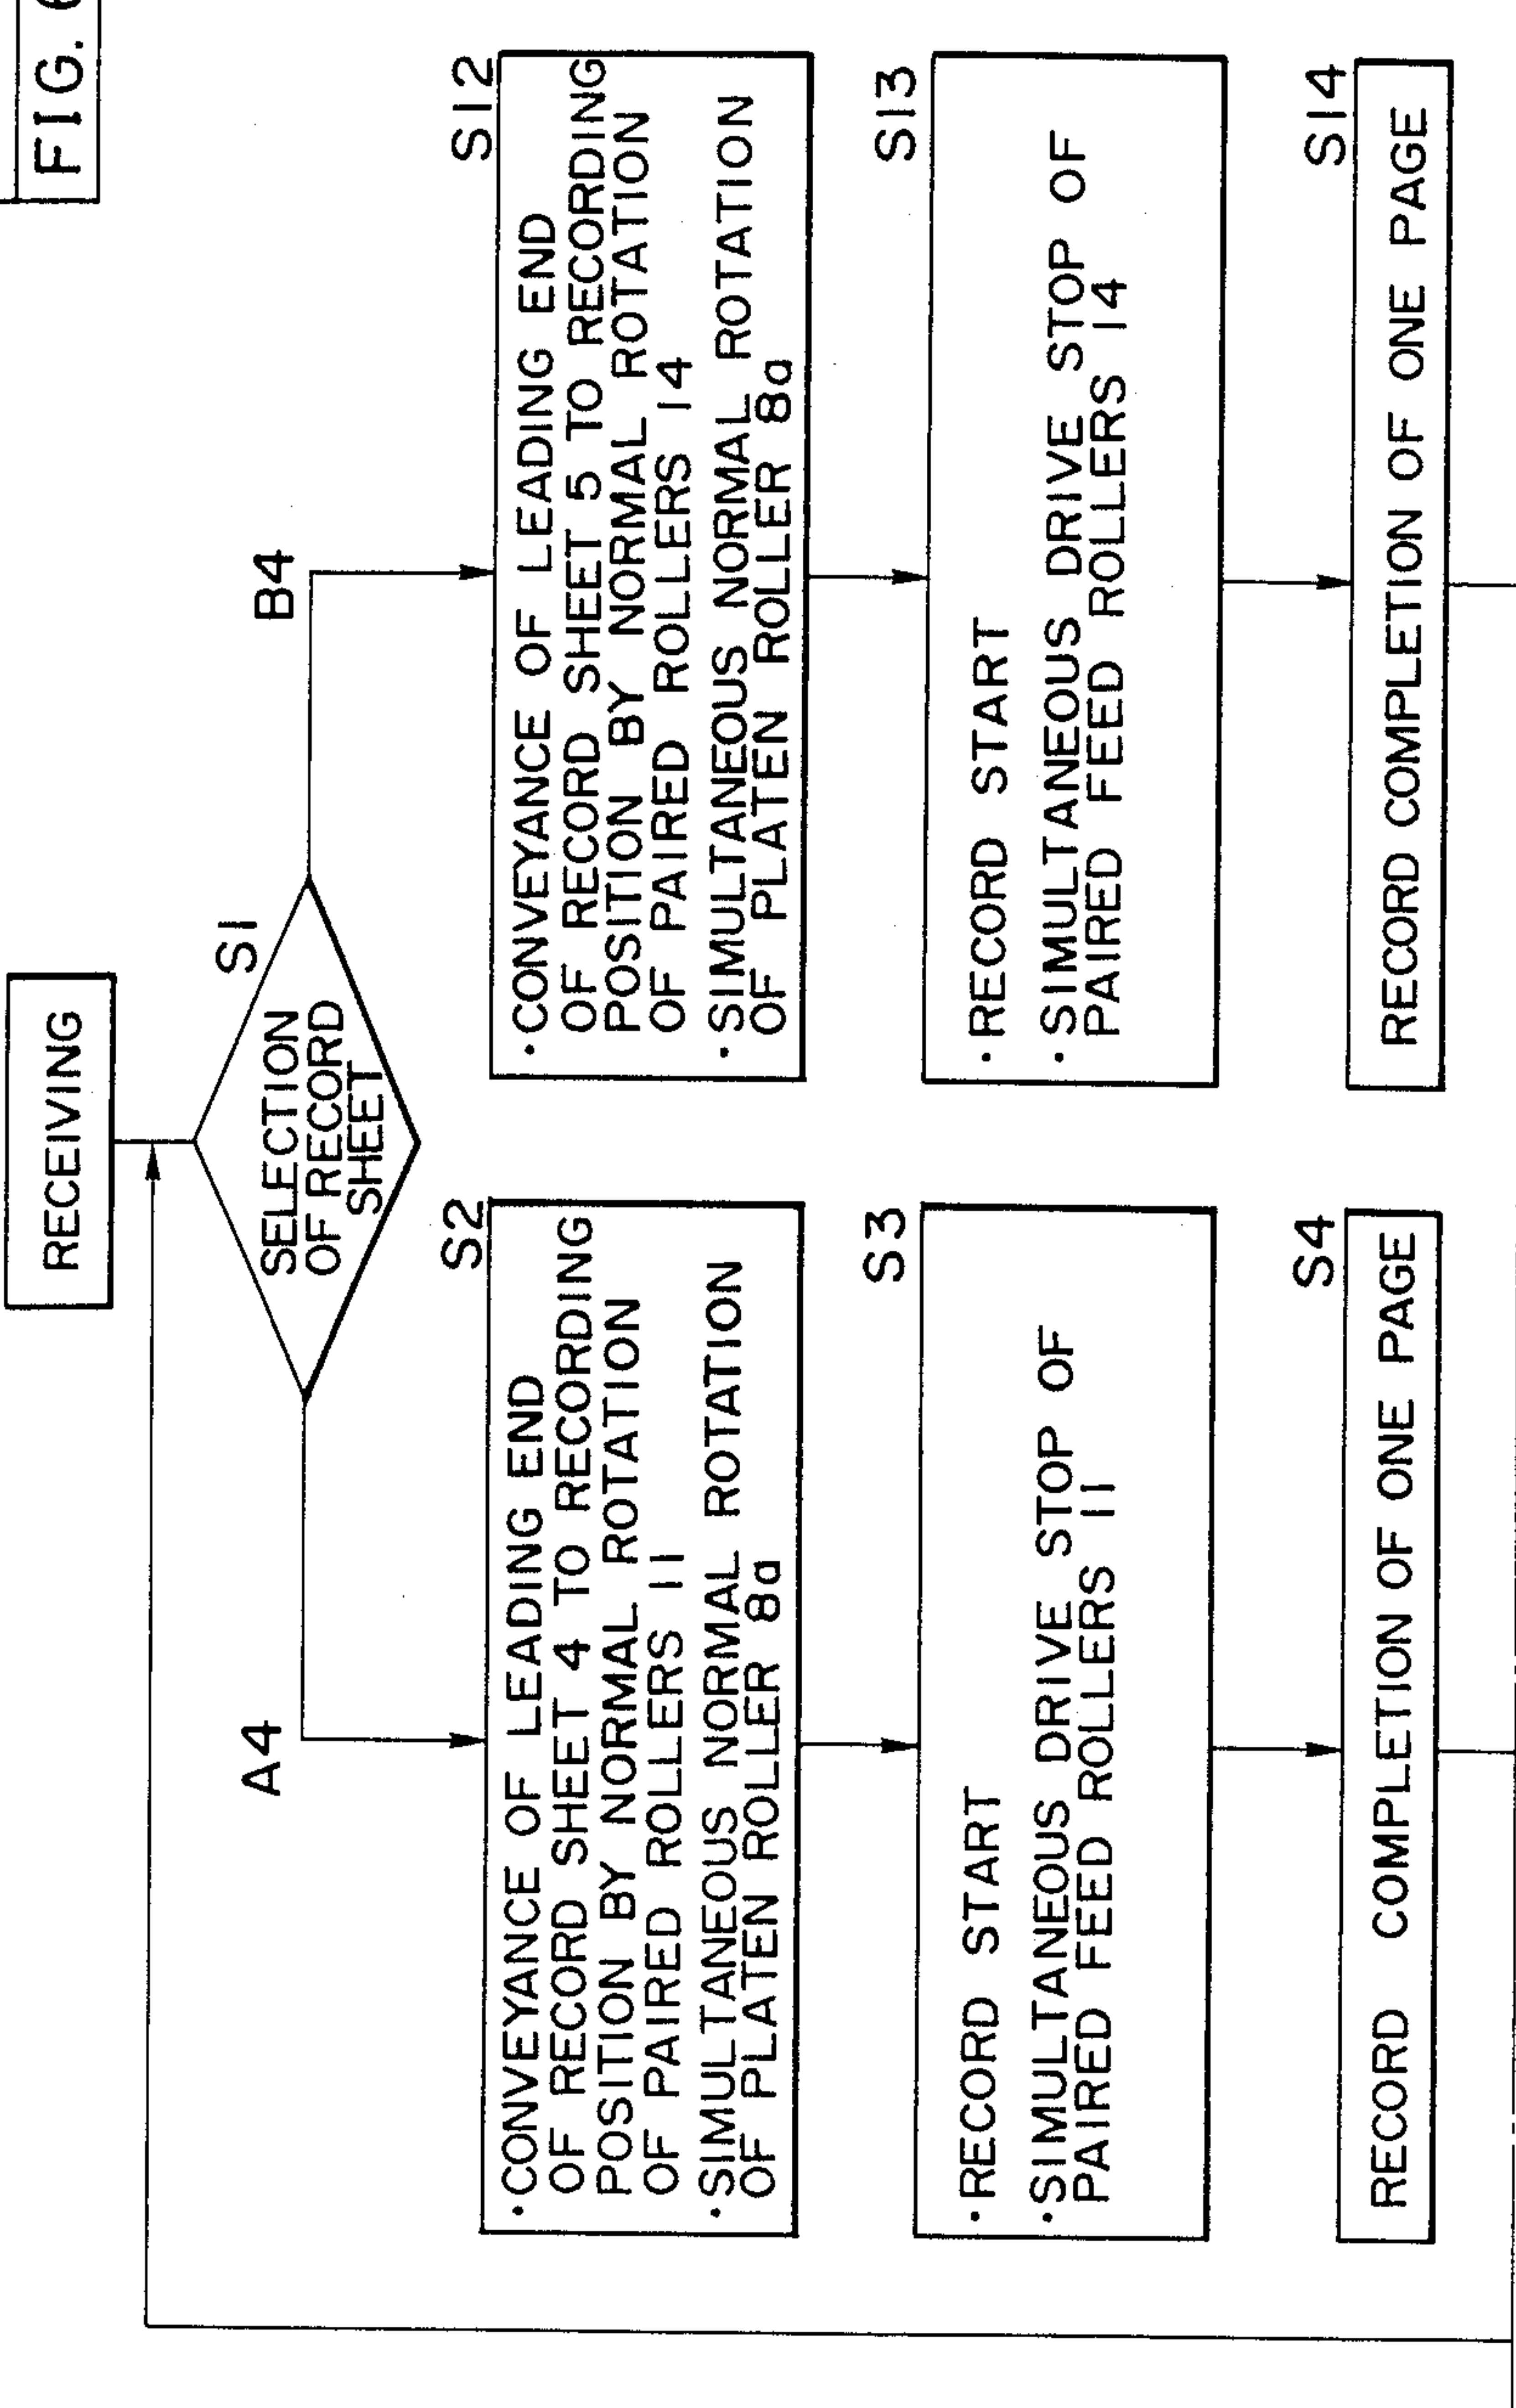 FIG. 6
RECEIVING
S1
SELECTION
OF RECORD
SHEET
A4
B4
S2
·CONVEYANCE OF LEADING END
OF RECORD SHEET 4 TO RECORDING
POSITION BY NORMAL ROTATION
OF PAIRED ROLLERS 11
·SIMULTANEOUS NORMAL ROTATION
OF PLATEN ROLLER 8a
S12
·CONVEYANCE OF LEADING END
OF RECORD SHEET 5 TO RECORDING
POSITION BY NORMAL ROTATION
OF PAIRED ROLLERS 14
·SIMULTANEOUS NORMAL ROTATION
OF PLATEN ROLLER 8a
S3
·RECORD START
·SIMULTANEOUS DRIVE STOP OF
PAIRED FEED ROLLERS 11
S13
·RECORD START
·SIMULTANEOUS DRIVE STOP OF
PAIRED FEED ROLLERS 14
S4
RECORD COMPLETION OF ONE PAGE
S14
RECORD COMPLETION OF ONE PAGE